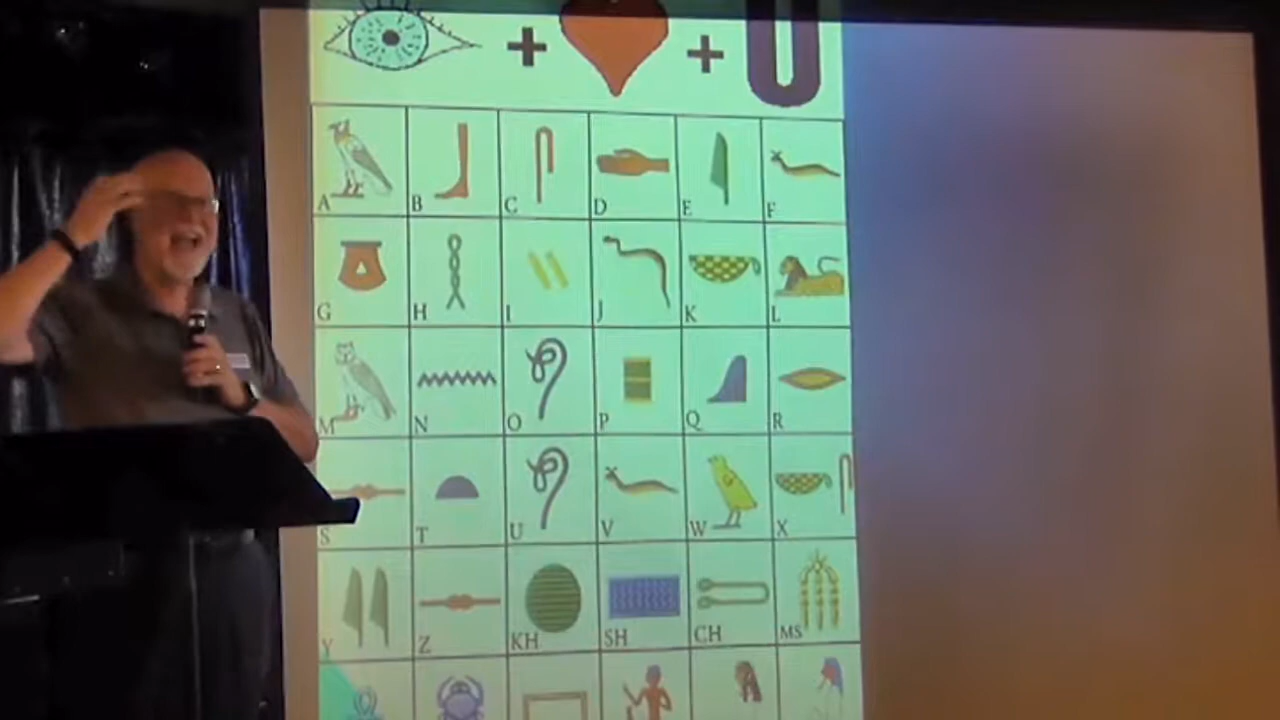 + + U
A B C D E F
G H I J K L
M N O P Q R
S T U V W X
Y Z KH SH CH MS